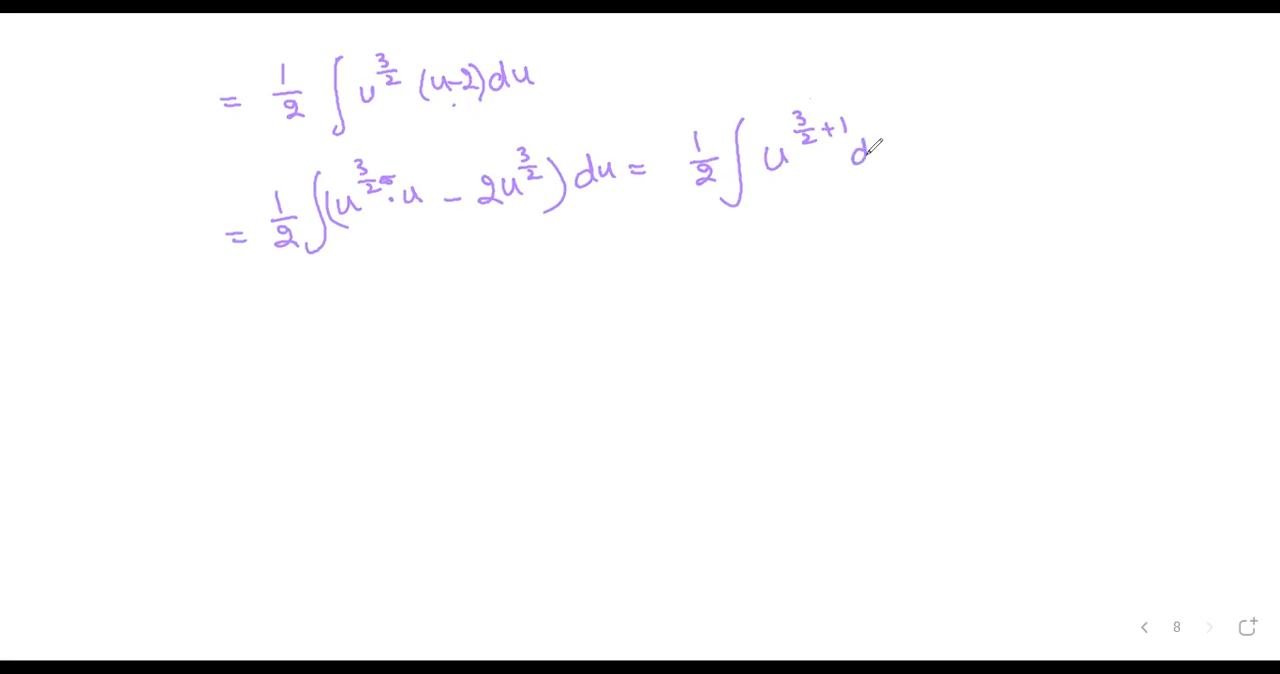 = 1/2 ∫ u^(3/2) (u-2) du
= 1/2 ∫ (u^(3/2) · u - 2u^(3/2)) du = 1/2 ∫ u^(3/2 + 1) d
8